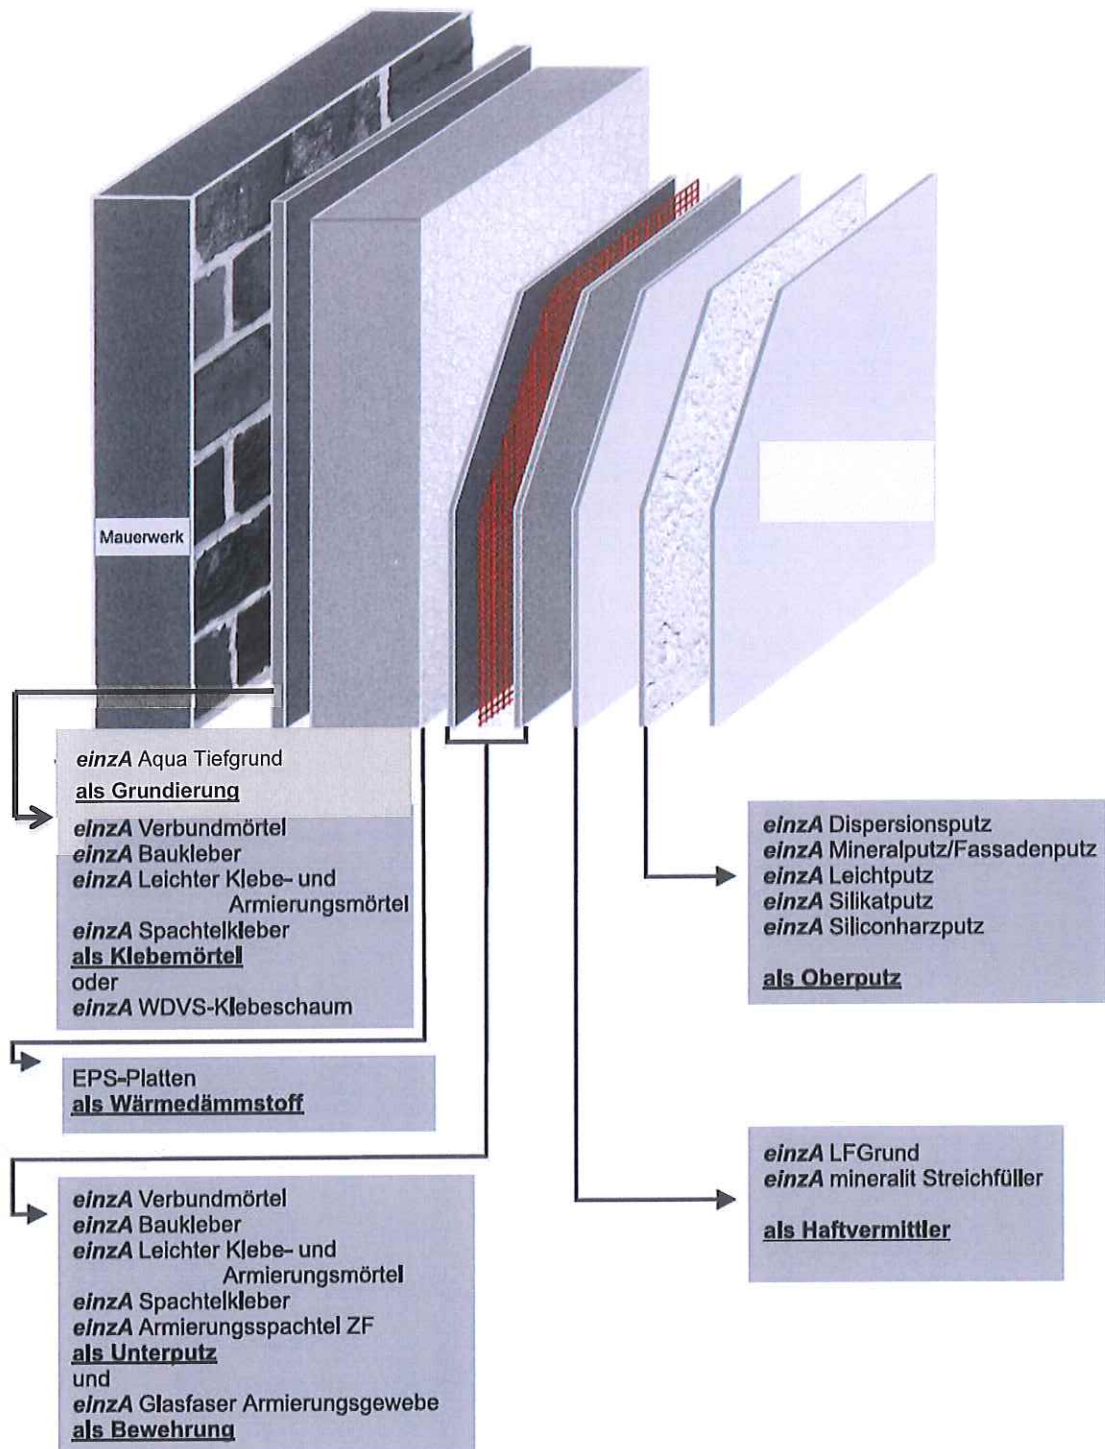 Mauerwerk
einzA Aqua Tiefgrund
als Grundierung
einzA Verbundmörtel
einzA Baukleber
einzA Leichter Klebe- und
Armierungsmörtel
einzA Spachtelkleber
als Klebemörtel
oder
einzA WDVS-Klebeschaum
EPS-Platten
als Wärmedämmstoff
einzA Verbundmörtel
einzA Baukleber
einzA Leichter Klebe- und
Armierungsmörtel
einzA Spachtelkleber
einzA Armierungsspachtel ZF
als Unterputz
und
einzA Glasfaser Armierungsgewebe
als Bewehrung
einzA Dispersionsputz
einzA Mineralputz/Fassadenputz
einzA Leichtputz
einzA Silikatputz
einzA Siliconharzputz
als Oberputz
einzA LFGrund
einzA mineralit Streichfüller
als Haftvermittler